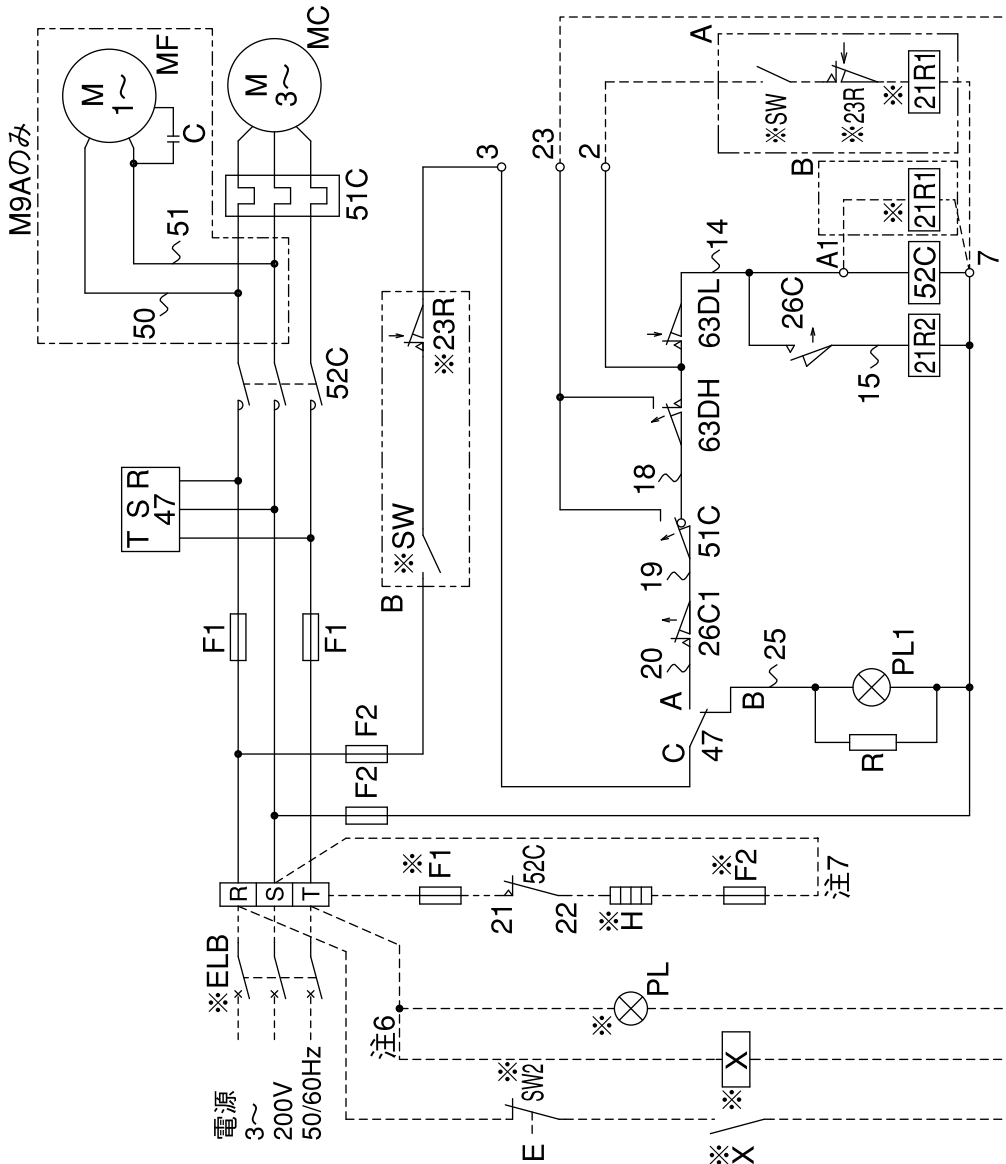 M9Aのみ
M
1～
MF
C
M
3～
MC
51C
51
50
52C
T S R
47
F1
F1
※23R
※SW
B
3
23
2
A
※SW
※23R
※
21R1
B
※
21R1
A1
52C
7
14
26C
21R2
15
63DL
63DH
18
51C
19
26C1
20
A
C
47
B
25
PL1
R
F2
F2
R
S
T
※ELB
電源
3～
200V
50/60Hz
※
F1
21
52C
22
※H
※
F2
注7
注6
※
PL
※
SW2
E
X
※
※X